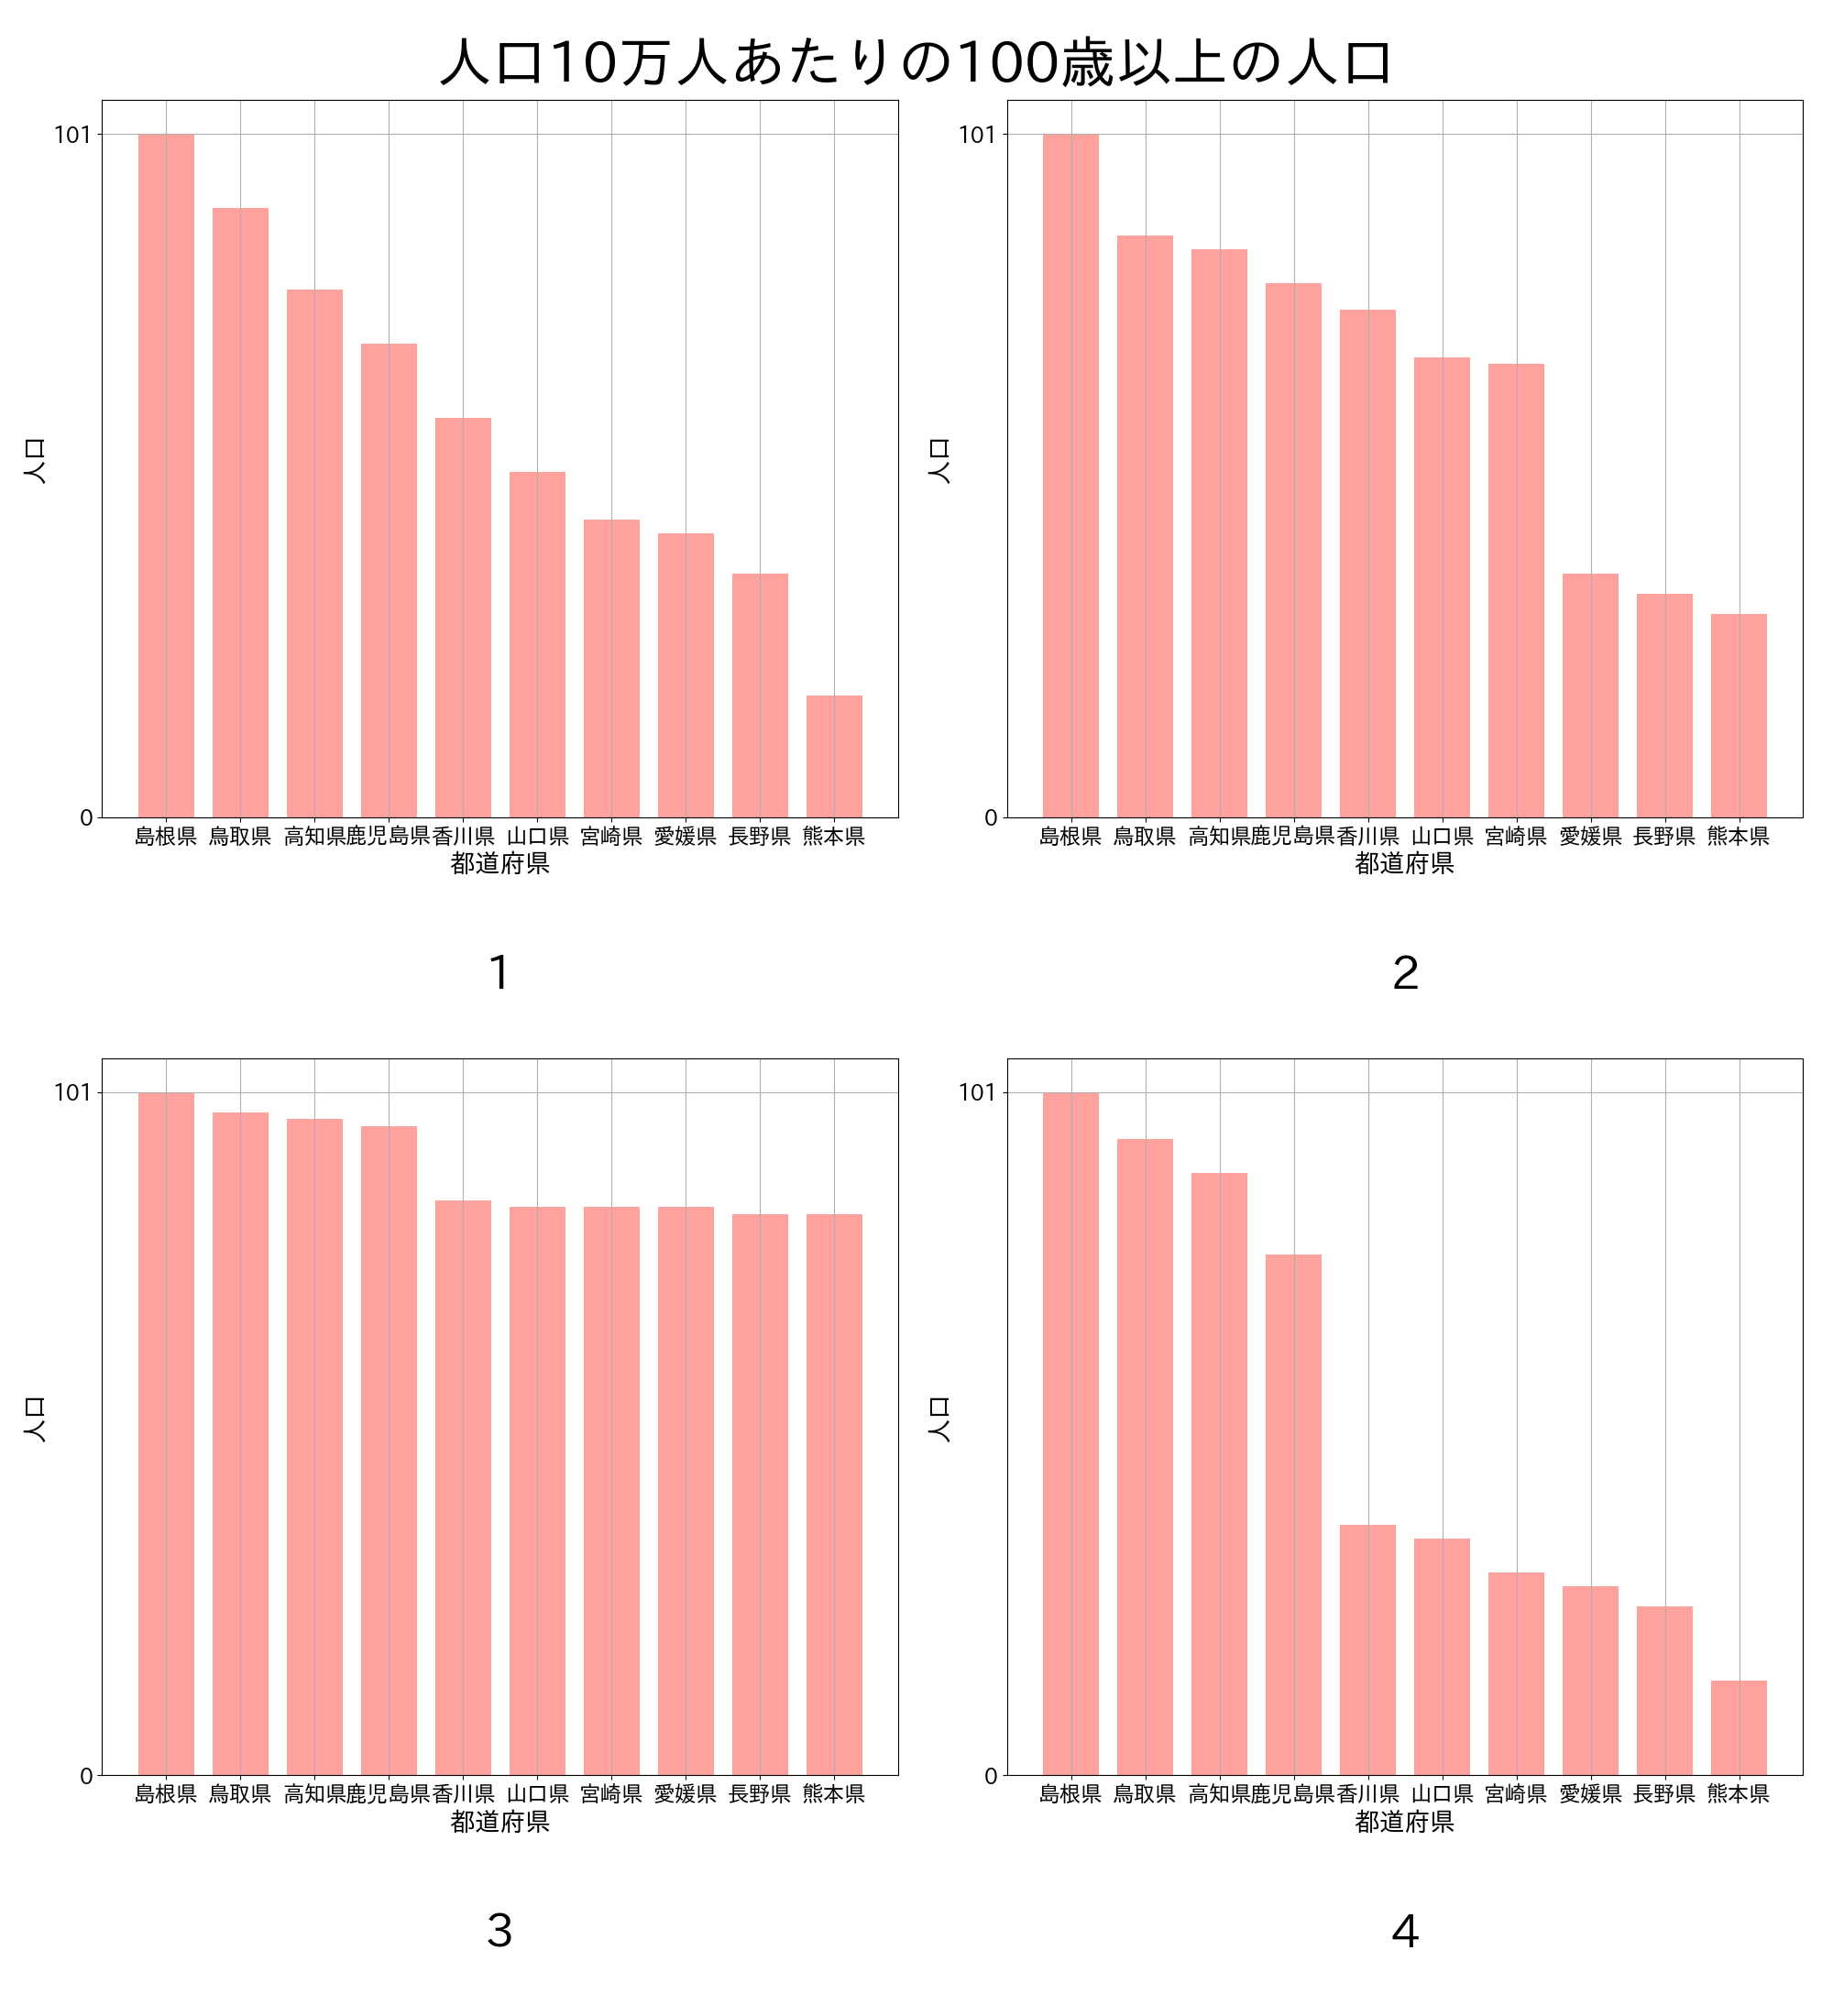 人口10万人あたりの100歳以上の人口
101
0
人口
島根県 鳥取県 高知県 鹿児島県 香川県 山口県 宮崎県 愛媛県 長野県 熊本県
都道府県
1
101
0
人口
島根県 鳥取県 高知県 鹿児島県 香川県 山口県 宮崎県 愛媛県 長野県 熊本県
都道府県
2
101
0
人口
島根県 鳥取県 高知県 鹿児島県 香川県 山口県 宮崎県 愛媛県 長野県 熊本県
都道府県
3
101
0
人口
島根県 鳥取県 高知県 鹿児島県 香川県 山口県 宮崎県 愛媛県 長野県 熊本県
都道府県
4